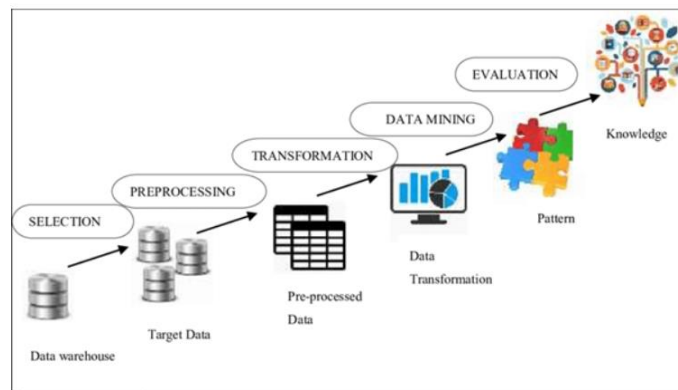 EVALUATION
Knowledge
DATA MINING
Pattern
TRANSFORMATION
Data
Transformation
PREPROCESSING
Pre-processed
Data
SELECTION
Target Data
Data warehouse